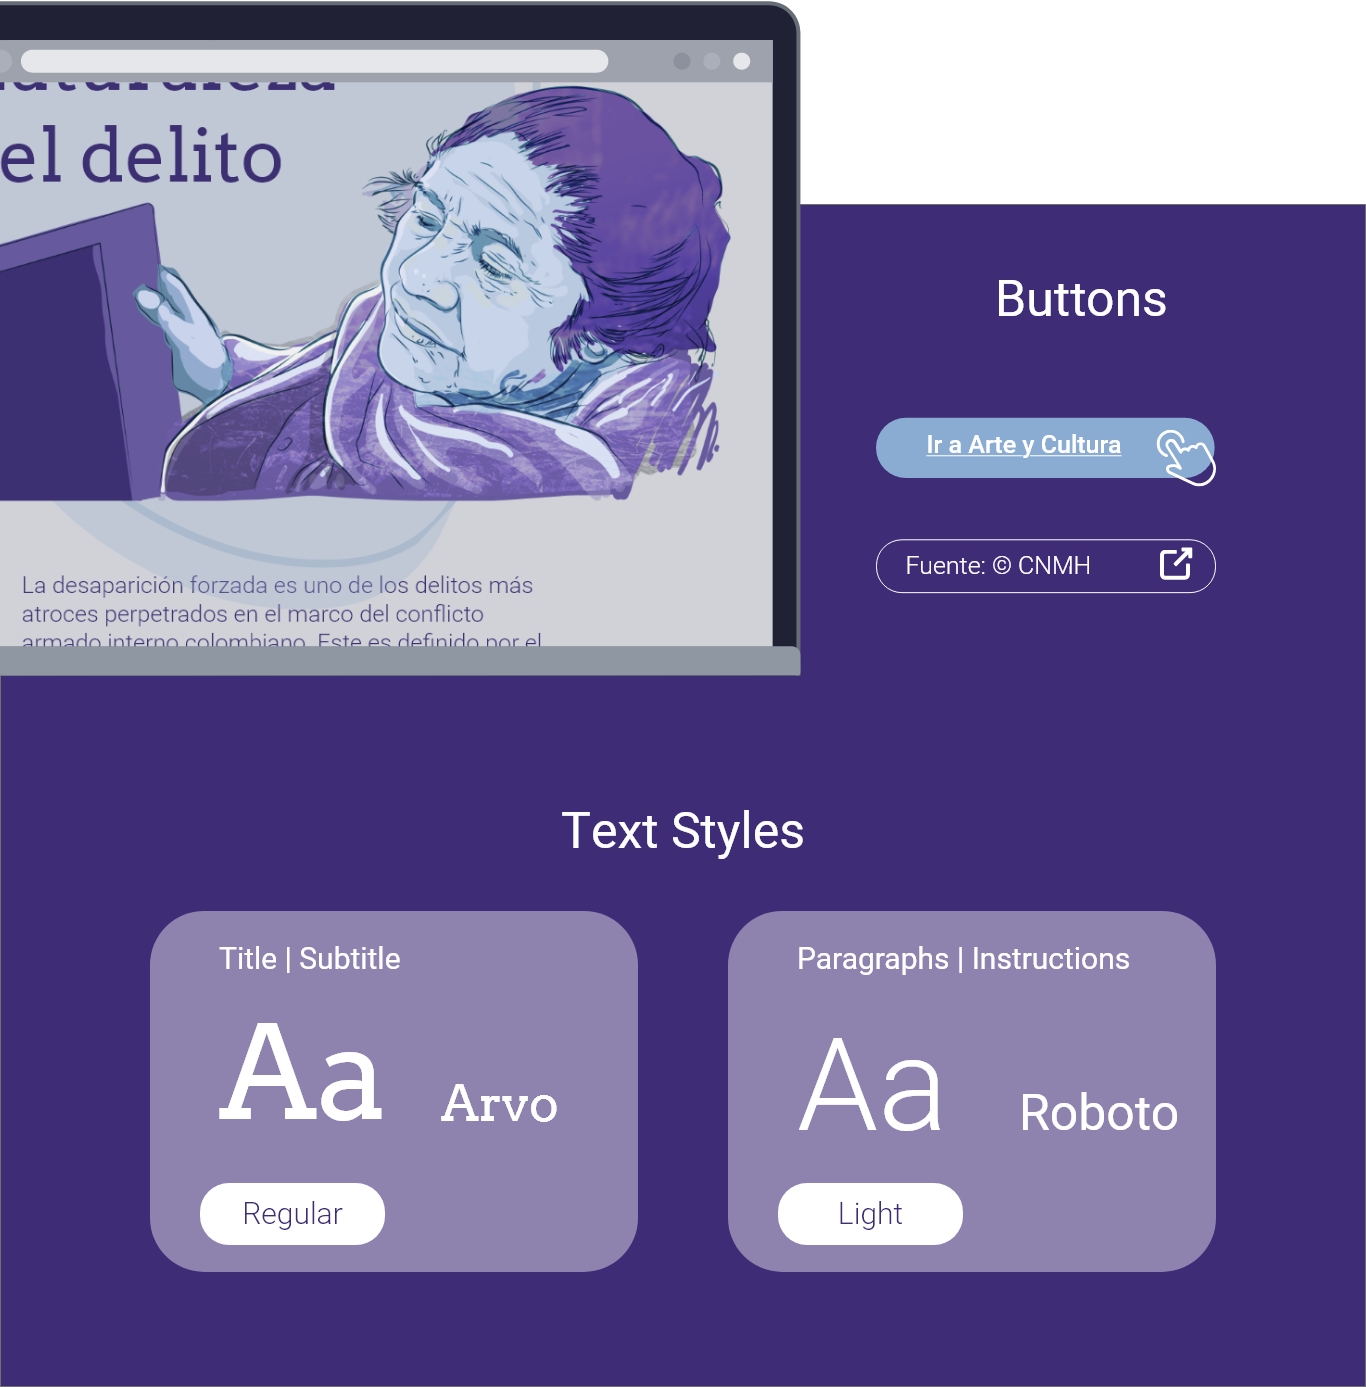 naturaleza
el delito
La desaparición forzada es uno de los delitos más
atroces perpetrados en el marco del conflicto
armado interno colombiano. Este es definido por el
Buttons
Ir a Arte y Cultura
Fuente: © CNMH
Text Styles
Title | Subtitle
Aa Arvo
Regular
Paragraphs | Instructions
Aa Roboto
Light